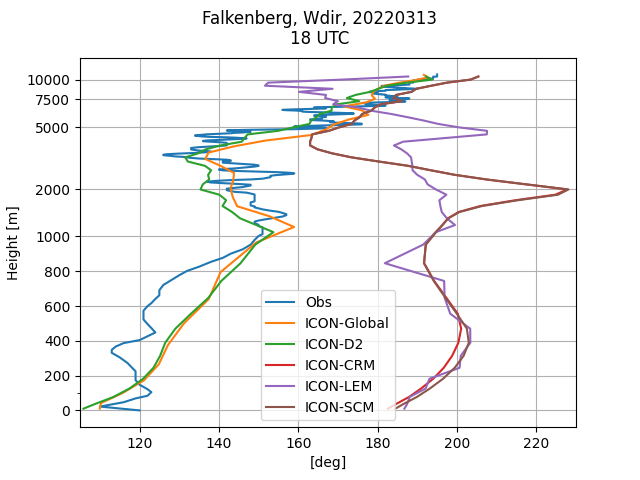 Falkenberg, Wdir, 20220313
18 UTC
10000
7500
5000
2000
1000
800
600
400
200
0
Height [m]
Obs
ICON-Global
ICON-D2
ICON-CRM
ICON-LEM
ICON-SCM
120 140 160 180 200 220
[deg]